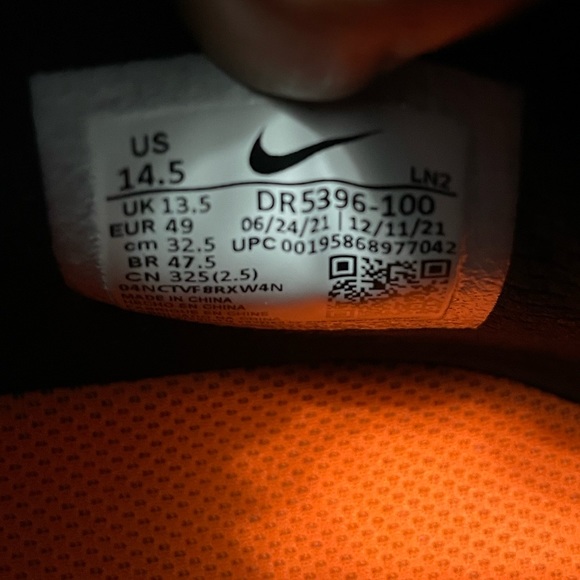 US
14.5
LN2
UK 13.5
DR5396-100
EUR 49
06/24/21 | 12/11/21
cm 32.5
UPC 00195868977042
BR 47.5
CN 325(2.5)
04NCTVF8RXW4N
MADE IN CHINA